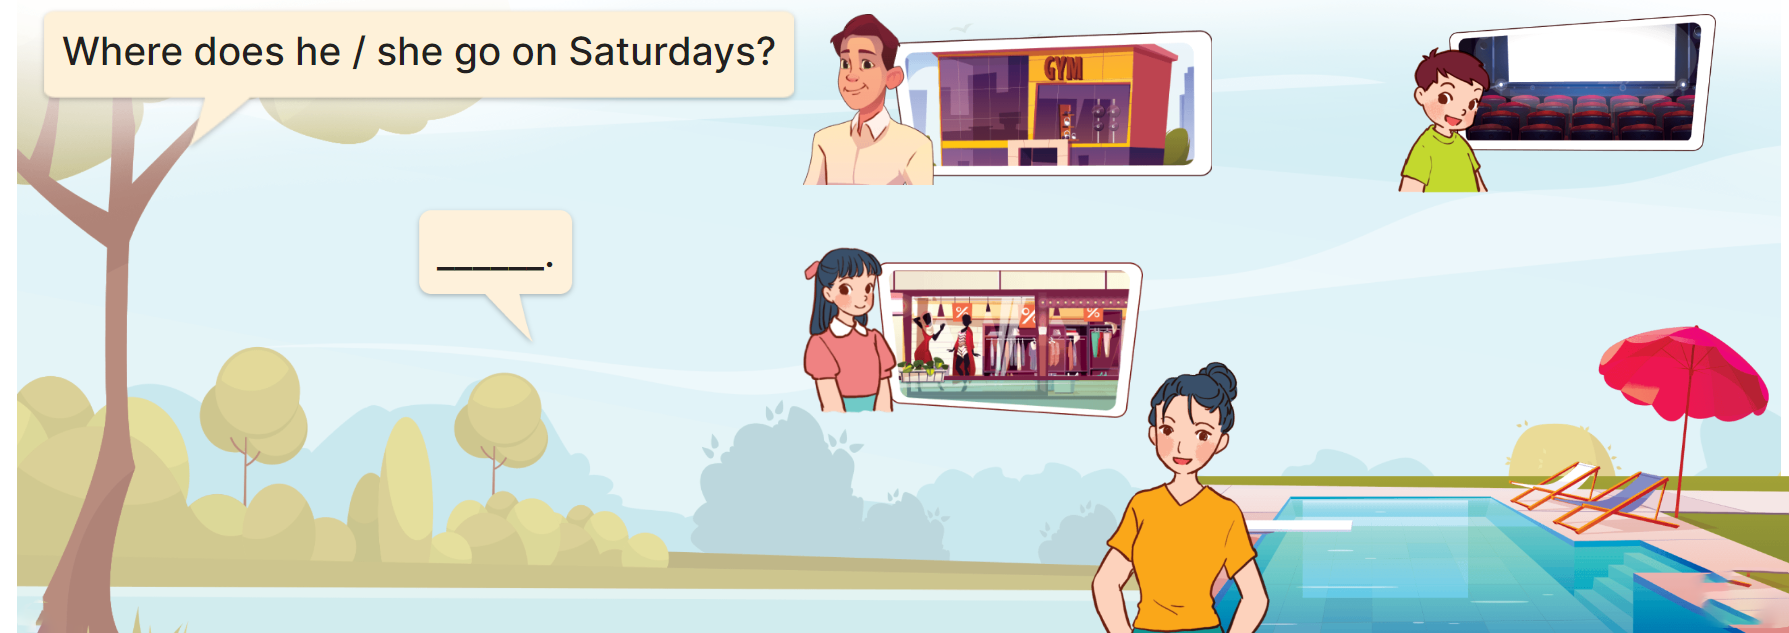 Where does he / she go on Saturdays?
GYM
______.
%
%
%